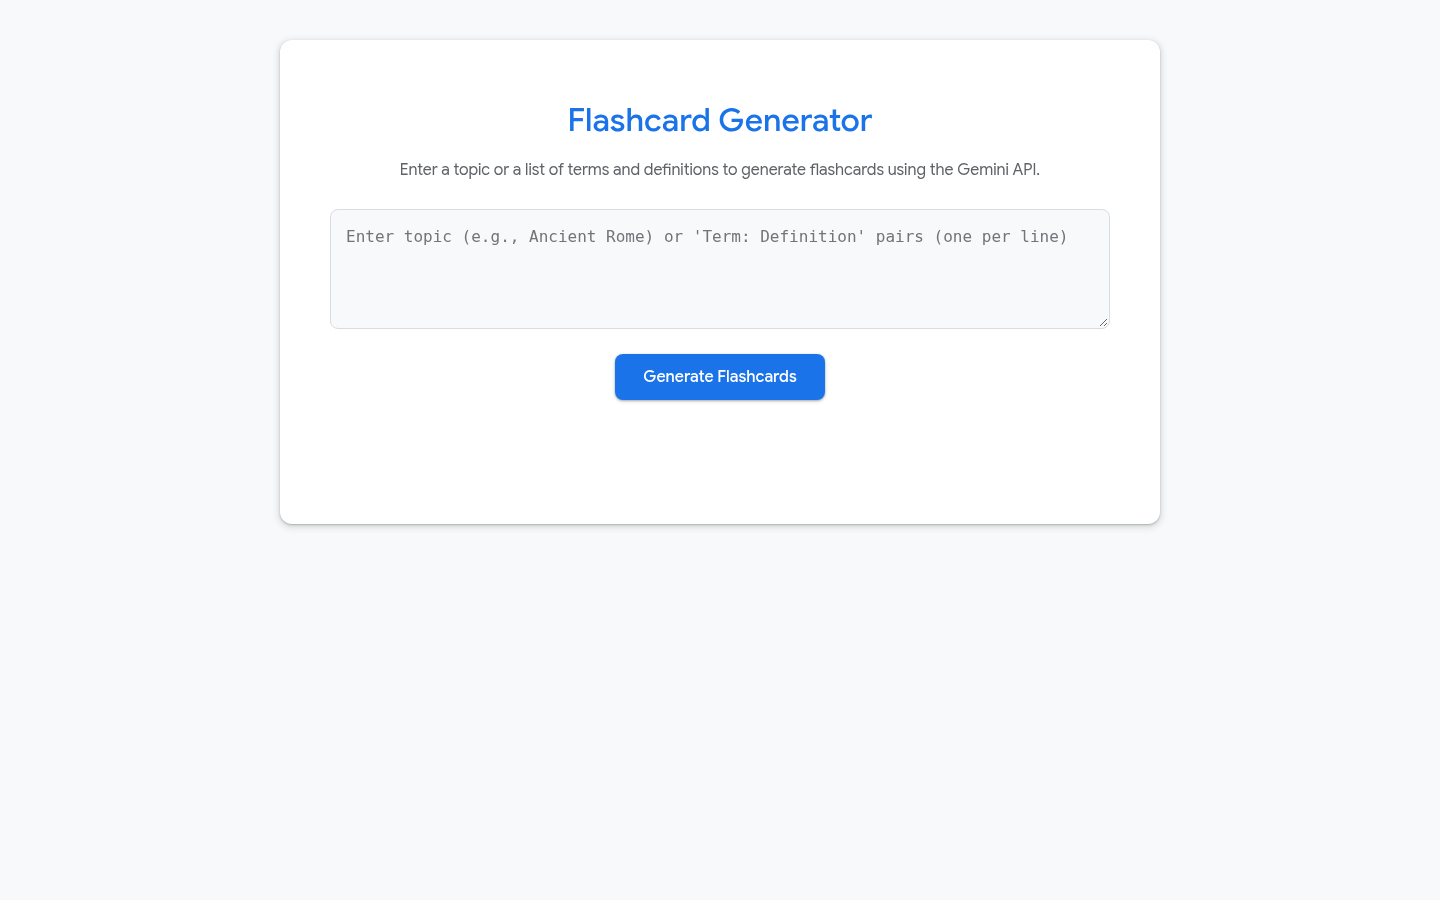 Flashcard Generator
Enter a topic or a list of terms and definitions to generate flashcards using the Gemini API.
Enter topic (e.g., Ancient Rome) or 'Term: Definition' pairs (one per line)
Generate Flashcards